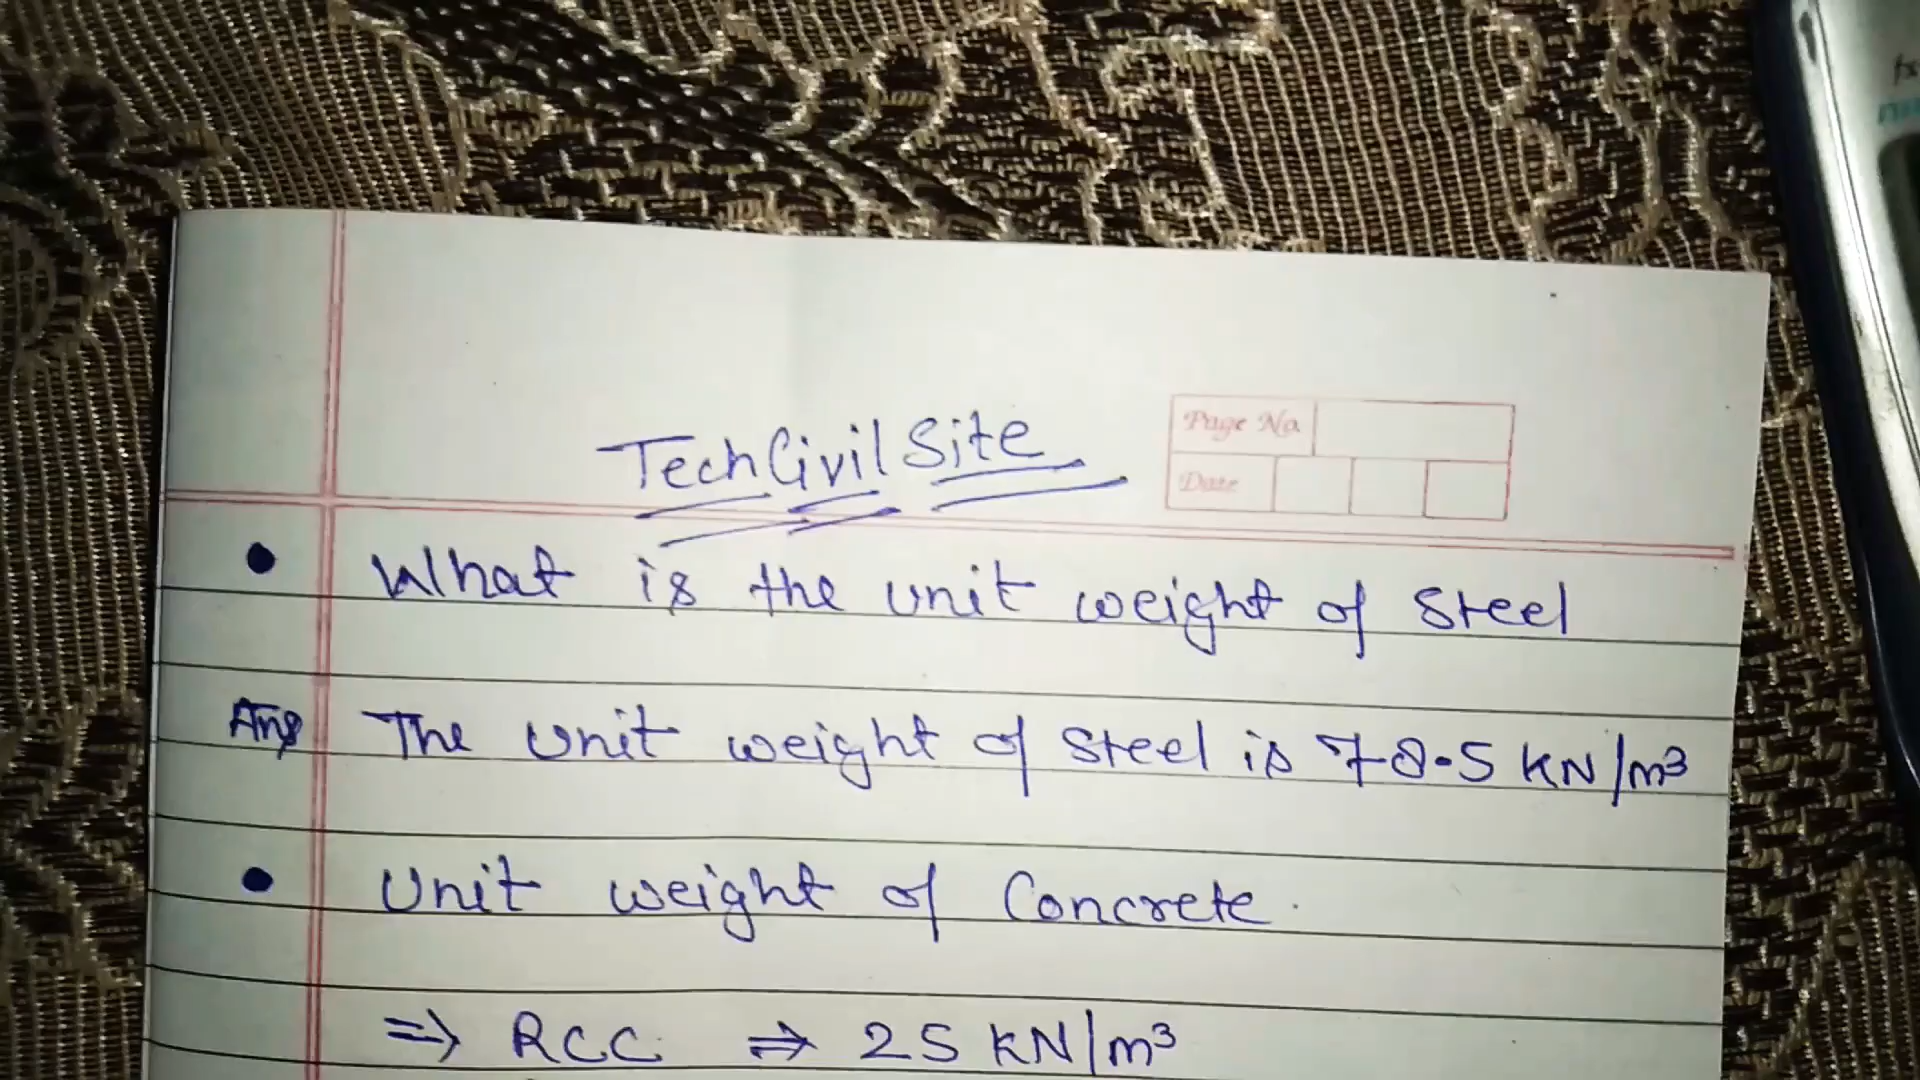 TechCivil Site
Page No.
Date
• What is the unit weight of Steel
Ans The Unit weight of Steel is 78.5 KN/m³
• Unit weight of Concrete.
⇒ RCC ⇒ 25 KN/m³
fx